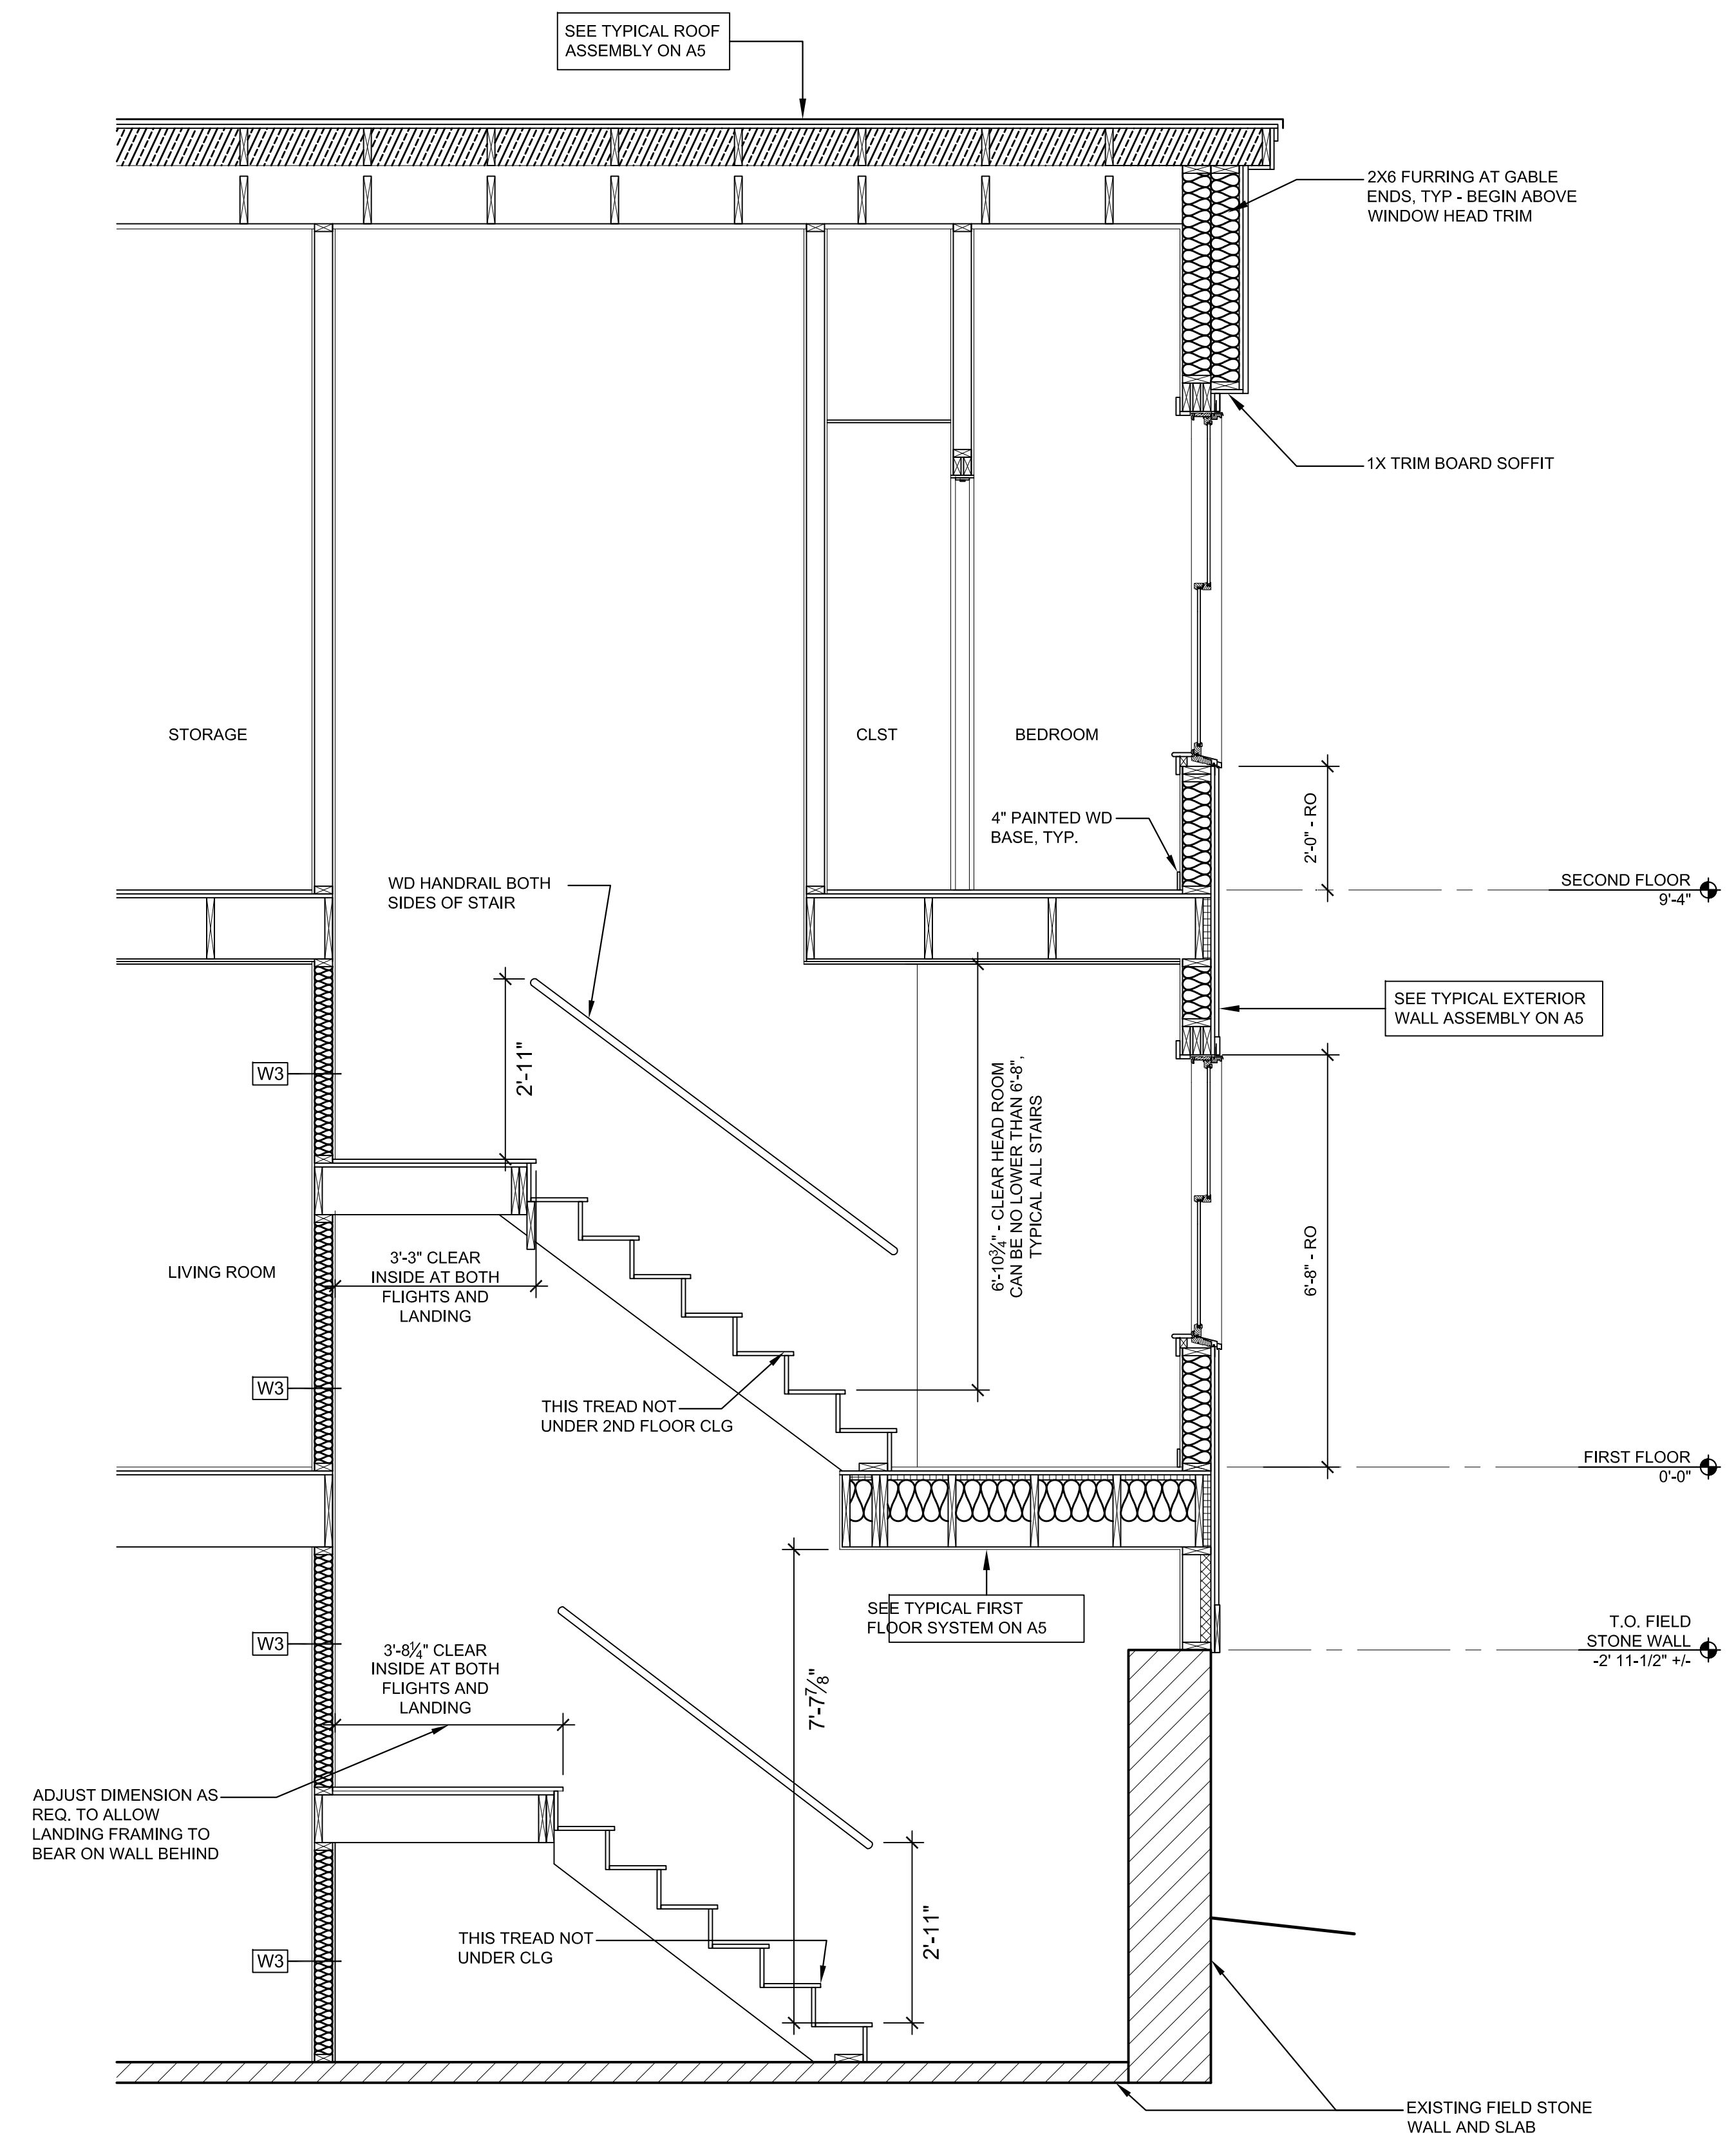 SEE TYPICAL ROOF
ASSEMBLY ON A5
2X6 FURRING AT GABLE
ENDS, TYP - BEGIN ABOVE
WINDOW HEAD TRIM
1X TRIM BOARD SOFFIT
STORAGE
CLST
BEDROOM
4" PAINTED WD
BASE, TYP.
2'-0" - RO
WD HANDRAIL BOTH
SIDES OF STAIR
SECOND FLOOR
9'-4"
SEE TYPICAL EXTERIOR
WALL ASSEMBLY ON A5
W3
2'-11"
6'-10¾" - CLEAR HEAD ROOM
CAN BE NO LOWER THAN 6'-8",
TYPICAL ALL STAIRS
LIVING ROOM
3'-3" CLEAR
INSIDE AT BOTH
FLIGHTS AND
LANDING
6'-8" - RO
W3
THIS TREAD NOT
UNDER 2ND FLOOR CLG
FIRST FLOOR
0'-0"
SEE TYPICAL FIRST
FLOOR SYSTEM ON A5
T.O. FIELD
STONE WALL
-2' 11-1/2" +/-
W3
3'-8¼" CLEAR
INSIDE AT BOTH
FLIGHTS AND
LANDING
7'-7⅞"
ADJUST DIMENSION AS
REQ. TO ALLOW
LANDING FRAMING TO
BEAR ON WALL BEHIND
W3
THIS TREAD NOT
UNDER CLG
2'-11"
EXISTING FIELD STONE
WALL AND SLAB